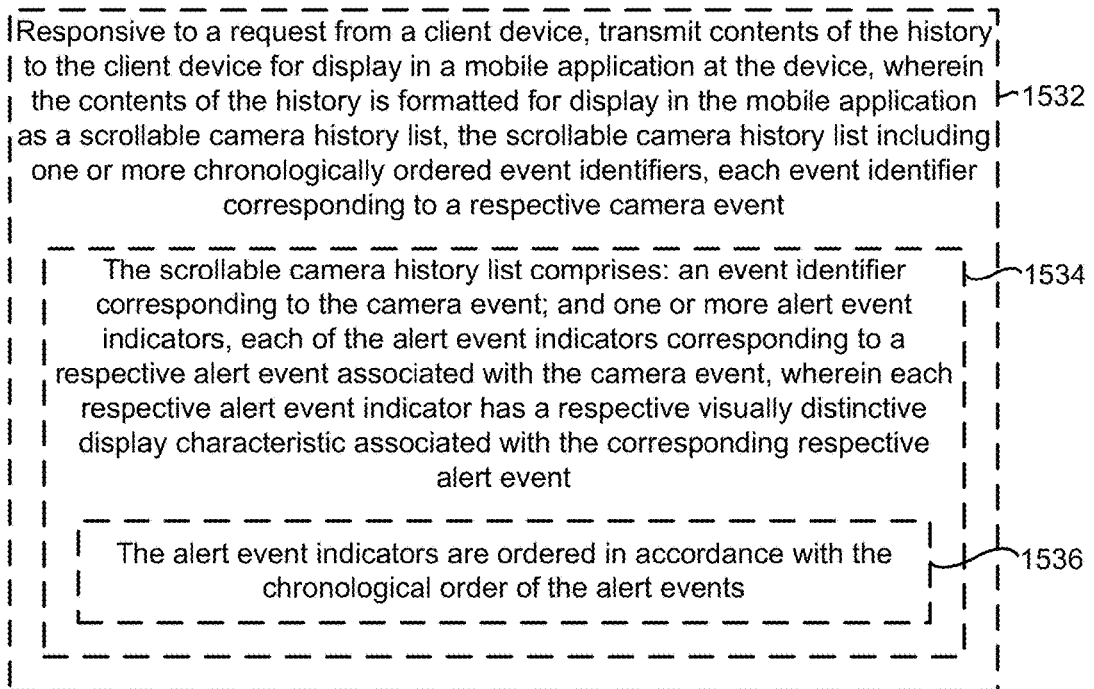 Responsive to a request from a client device, transmit contents of the history
to the client device for display in a mobile application at the device, wherein
the contents of the history is formatted for display in the mobile application
as a scrollable camera history list, the scrollable camera history list including
one or more chronologically ordered event identifiers, each event identifier
corresponding to a respective camera event
1532
The scrollable camera history list comprises: an event identifier
corresponding to the camera event; and one or more alert event
indicators, each of the alert event indicators corresponding to a
respective alert event associated with the camera event, wherein each
respective alert event indicator has a respective visually distinctive
display characteristic associated with the corresponding respective
alert event
1534
The alert event indicators are ordered in accordance with the
chronological order of the alert events
1536